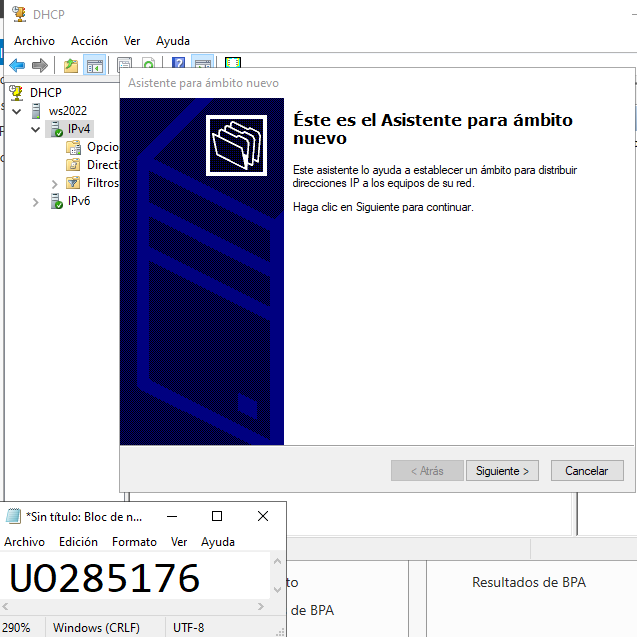 DHCP
Archivo Acción Ver Ayuda
DHCP
ws2022
IPv4
Opcio
Directi
Filtros
IPv6
Asistente para ámbito nuevo
Éste es el Asistente para ámbito
nuevo
Este asistente lo ayuda a establecer un ámbito para distribuir
direcciones IP a los equipos de su red.
Haga clic en Siguiente para continuar.
< Atrás Siguiente > Cancelar
*Sin título: Bloc de n...
Archivo Edición Formato Ver Ayuda
UO285176
290% Windows (CRLF) UTF-8
to
de BPA
Resultados de BPA